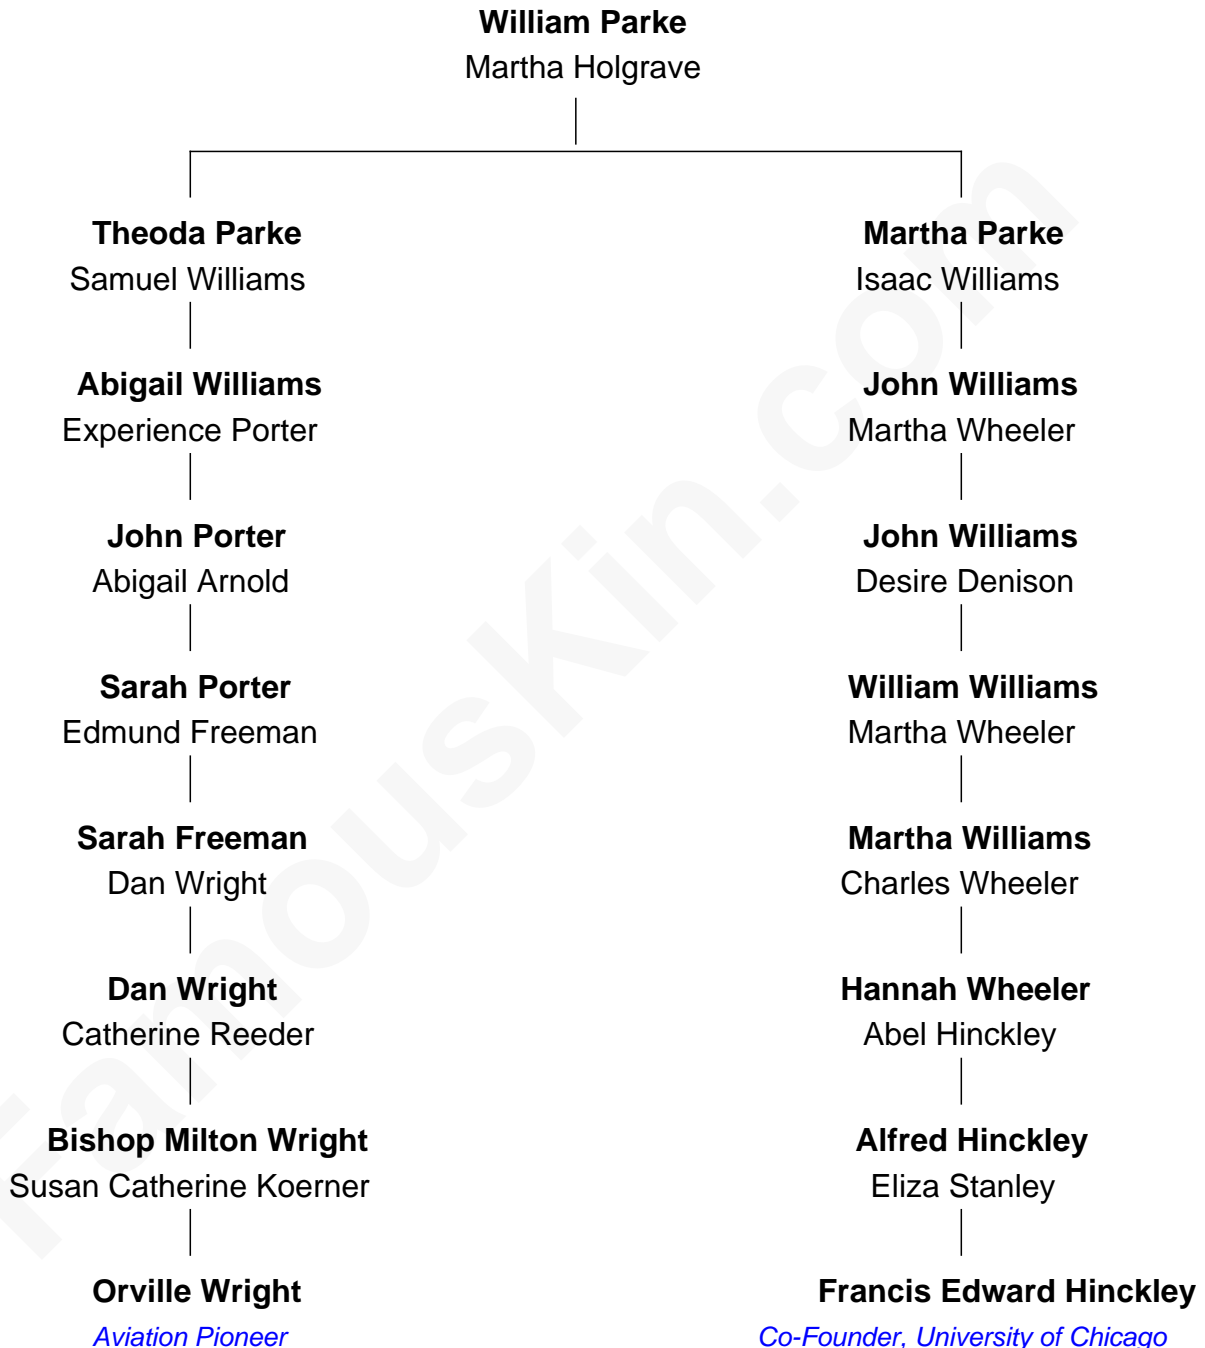 William Parke
Martha Holgrave
Theoda Parke
Samuel Williams
Martha Parke
Isaac Williams
Abigail Williams
Experience Porter
John Williams
Martha Wheeler
John Porter
Abigail Arnold
John Williams
Desire Denison
Sarah Porter
Edmund Freeman
William Williams
Martha Wheeler
Sarah Freeman
Dan Wright
Martha Williams
Charles Wheeler
Dan Wright
Catherine Reeder
Hannah Wheeler
Abel Hinckley
Bishop Milton Wright
Susan Catherine Koerner
Alfred Hinckley
Eliza Stanley
Orville Wright
Aviation Pioneer
Francis Edward Hinckley
Co-Founder, University of Chicago
FamousKin.com